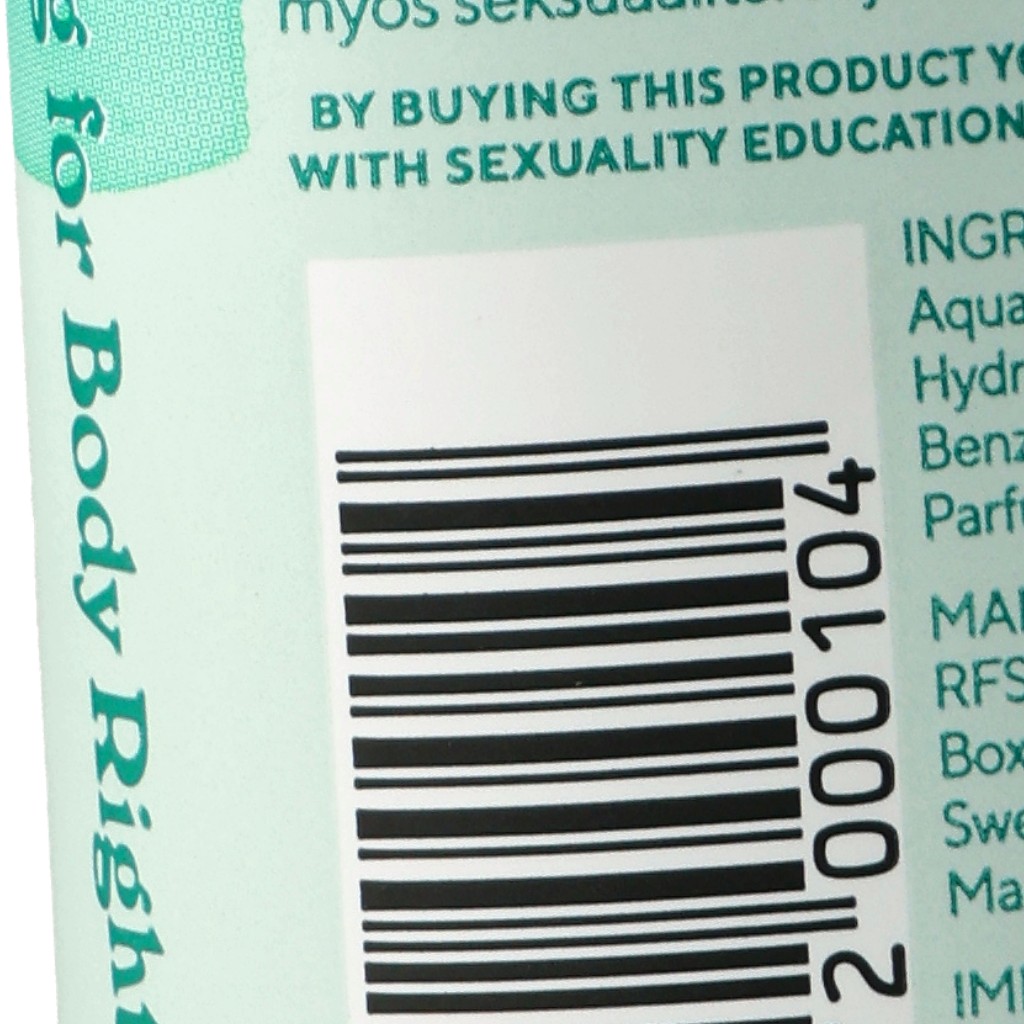 for Body Right
BY BUYING THIS PRODUCT
WITH SEXUALITY EDUCATION
2 000104
INGR
Aqua
Hydr
Benz
Parf
MA
RFS
Box
Swe
Ma